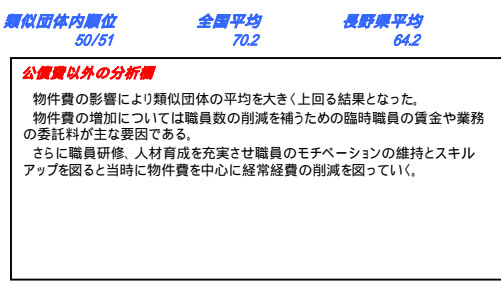 類似団体内順位 全国平均 長野県平均
50/51 70.2 64.2
公債費以外の分析欄
物件費の影響により類似団体の平均を大きく上回る結果となった。
物件費の増加については職員数の削減を補うための臨時職員の賃金や業務
の委託料が主な要因である。
さらに職員研修、人材育成を充実させ職員のモチベーションの維持とスキル
アップを図ると当時に物件費を中心に経常経費の削減を図っていく。